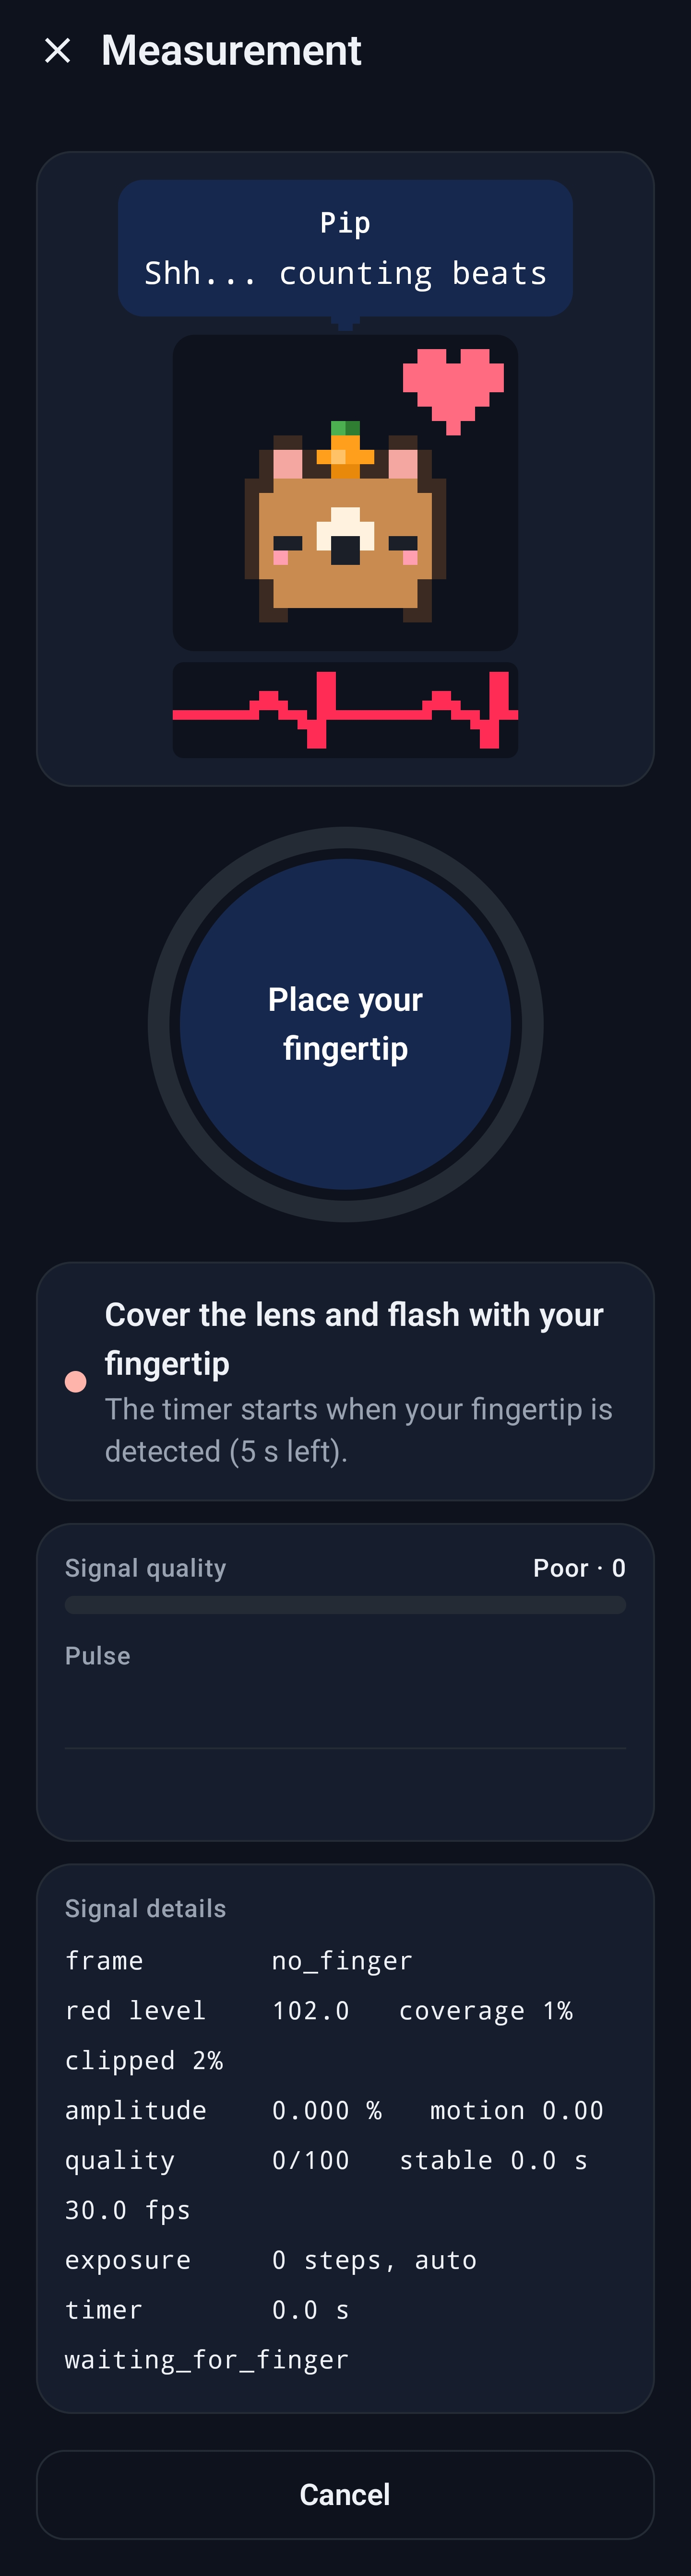 Measurement
Pip
Shh... counting beats
Place your
fingertip
Cover the lens and flash with your
fingertip
The timer starts when your fingertip is
detected (5 s left).
Signal quality Poor · 0
Pulse
Signal details
frame no_finger
red level 102.0 coverage 1%
clipped 2%
amplitude 0.000 % motion 0.00
quality 0/100 stable 0.0 s
30.0 fps
exposure 0 steps, auto
timer 0.0 s
waiting_for_finger
Cancel